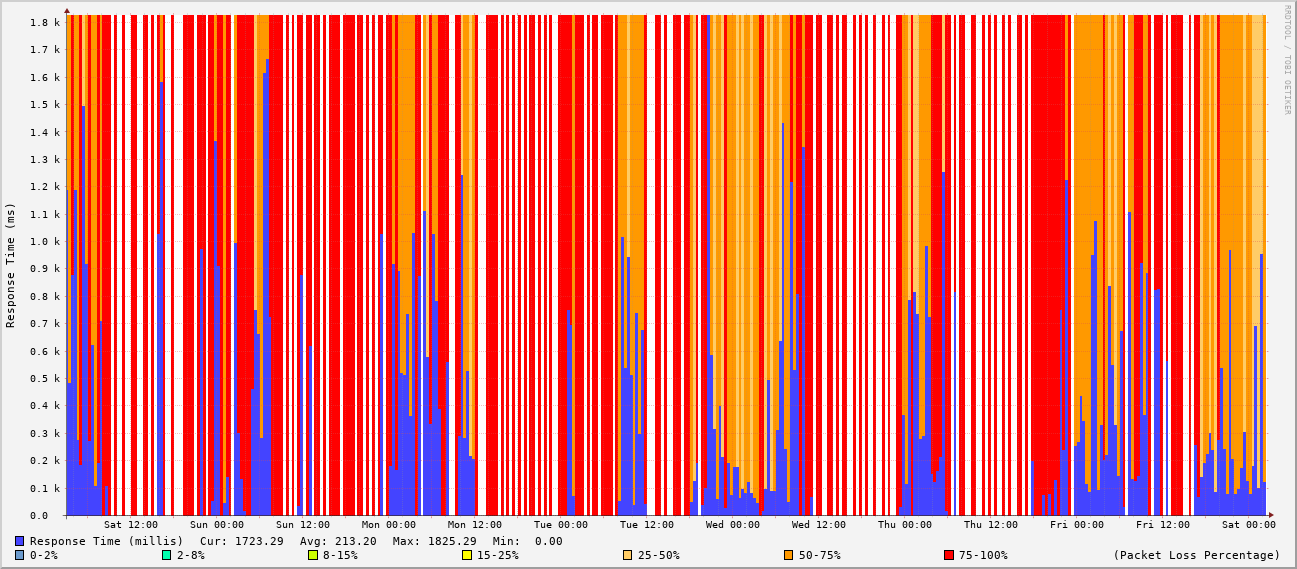 RRDTOOL / TOBI OETIKER
Response Time (ms)
1.8 k
1.7 k
1.6 k
1.5 k
1.4 k
1.3 k
1.2 k
1.1 k
1.0 k
0.9 k
0.8 k
0.7 k
0.6 k
0.5 k
0.4 k
0.3 k
0.2 k
0.1 k
0.0
Sat 12:00 Sun 00:00 Sun 12:00 Mon 00:00 Mon 12:00 Tue 00:00 Tue 12:00 Wed 00:00 Wed 12:00 Thu 00:00 Thu 12:00 Fri 00:00 Fri 12:00 Sat 00:00
Response Time (millis) Cur: 1723.29 Avg: 213.20 Max: 1825.29 Min: 0.00
0-2% 2-8% 8-15% 15-25% 25-50% 50-75% 75-100% (Packet Loss Percentage)